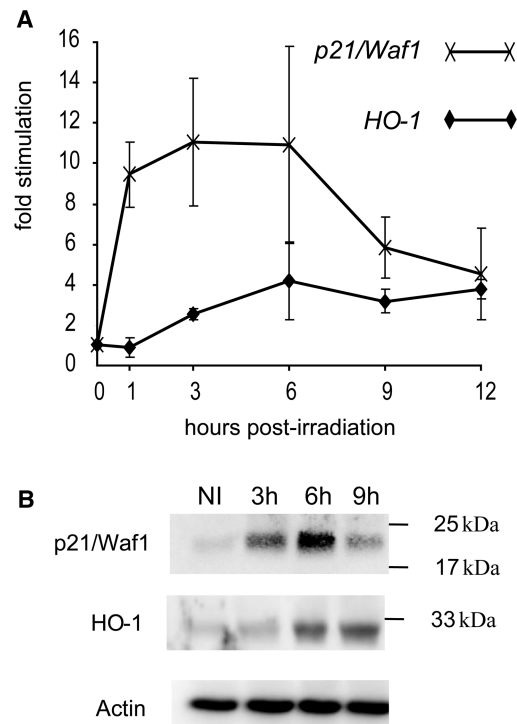 A
16
14
12
10
8
6
4
2
0
fold stimulation
p21/Waf1
HO-1
0 1 3 6 9 12
hours post-irradiation
B
NI 3h 6h 9h
p21/Waf1
25 kDa
17 kDa
HO-1
33 kDa
Actin